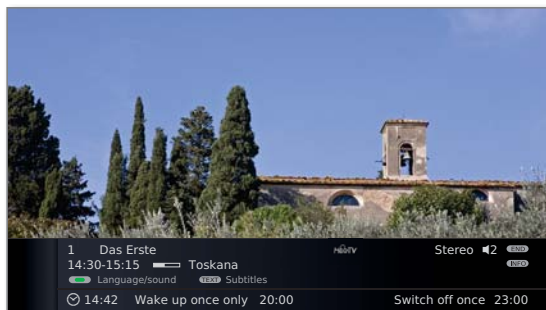 1 Das Erste HbbTV Stereo 2 END
14:30-15:15 Toskana INFO
Language/sound TEXT Subtitles
14:42 Wake up once only 20:00 Switch off once 23:00